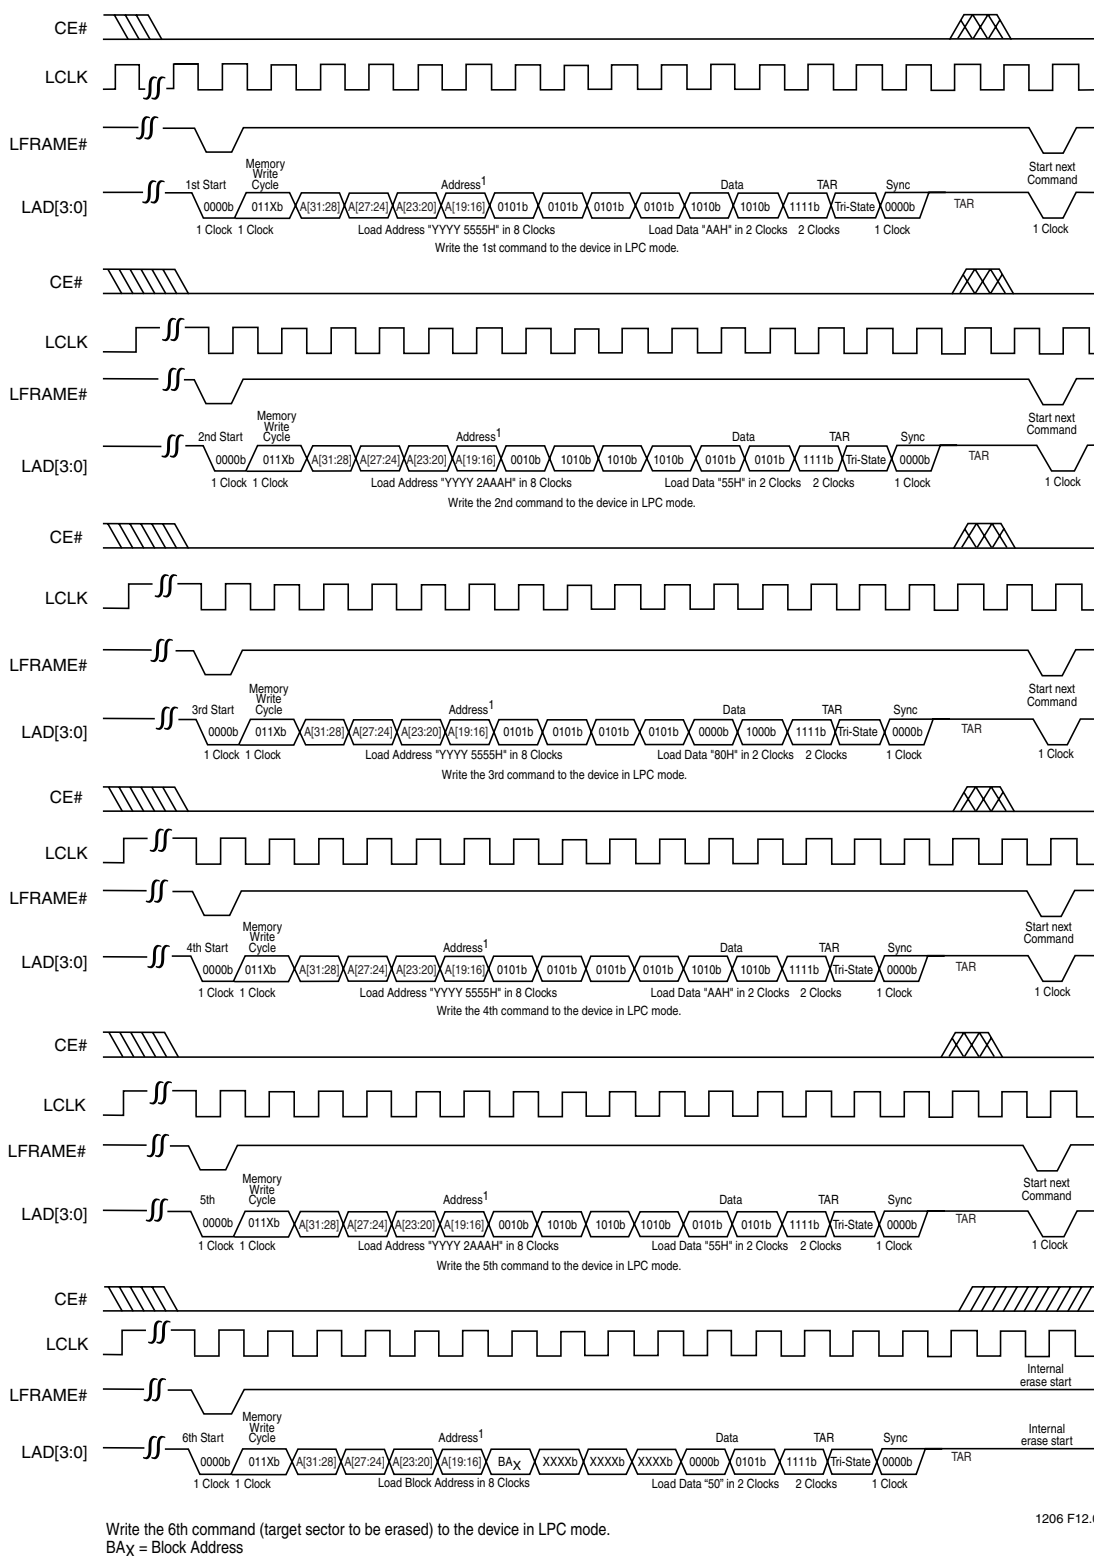 CE#
LCLK
LFRAME#
Start next
Command
Memory
Write
Cycle
1st Start Address1 Data TAR Sync
LAD[3:0] 0000b 011Xb A[31:28] A[27:24] A[23:20] A[19:16] 0101b 0101b 0101b 0101b 1010b 1010b 1111b Tri-State 0000b TAR
1 Clock 1 Clock Load Address "YYYY 5555H" in 8 Clocks Load Data "AAH" in 2 Clocks 2 Clocks 1 Clock 1 Clock
Write the 1st command to the device in LPC mode.
CE#
LCLK
LFRAME#
Start next
Command
Memory
Write
Cycle
2nd Start Address1 Data TAR Sync
LAD[3:0] 0000b 011Xb A[31:28] A[27:24] A[23:20] A[19:16] 0010b 1010b 1010b 1010b 0101b 0101b 1111b Tri-State 0000b TAR
1 Clock 1 Clock Load Address "YYYY 2AAAH" in 8 Clocks Load Data "55H" in 2 Clocks 2 Clocks 1 Clock 1 Clock
Write the 2nd command to the device in LPC mode.
CE#
LCLK
LFRAME#
Start next
Command
Memory
Write
Cycle
3rd Start Address1 Data TAR Sync
LAD[3:0] 0000b 011Xb A[31:28] A[27:24] A[23:20] A[19:16] 0101b 0101b 0101b 0101b 0000b 1000b 1111b Tri-State 0000b TAR
1 Clock 1 Clock Load Address "YYYY 5555H" in 8 Clocks Load Data "80H" in 2 Clocks 2 Clocks 1 Clock 1 Clock
Write the 3rd command to the device in LPC mode.
CE#
LCLK
LFRAME#
Start next
Command
Memory
Write
Cycle
4th Start Address1 Data TAR Sync
LAD[3:0] 0000b 011Xb A[31:28] A[27:24] A[23:20] A[19:16] 0101b 0101b 0101b 0101b 1010b 1010b 1111b Tri-State 0000b TAR
1 Clock 1 Clock Load Address "YYYY 5555H" in 8 Clocks Load Data "AAH" in 2 Clocks 2 Clocks 1 Clock 1 Clock
Write the 4th command to the device in LPC mode.
CE#
LCLK
LFRAME#
Start next
Command
Memory
Write
Cycle
5th Address1 Data TAR Sync
LAD[3:0] 0000b 011Xb A[31:28] A[27:24] A[23:20] A[19:16] 0010b 1010b 1010b 1010b 0101b 0101b 1111b Tri-State 0000b TAR
1 Clock 1 Clock Load Address "YYYY 2AAAH" in 8 Clocks Load Data "55H" in 2 Clocks 2 Clocks 1 Clock 1 Clock
Write the 5th command to the device in LPC mode.
CE#
LCLK
Internal
erase start
LFRAME#
Memory
Write
Cycle
Internal
erase start
6th Start Address1 Data TAR Sync
LAD[3:0] 0000b 011Xb A[31:28] A[27:24] A[23:20] A[19:16] BAX XXXXb XXXXb XXXXb 0000b 0101b 1111b Tri-State 0000b TAR
1 Clock 1 Clock Load Block Address in 8 Clocks Load Data "50" in 2 Clocks 2 Clocks 1 Clock
1206 F12.
Write the 6th command (target sector to be erased) to the device in LPC mode.
BAX = Block Address